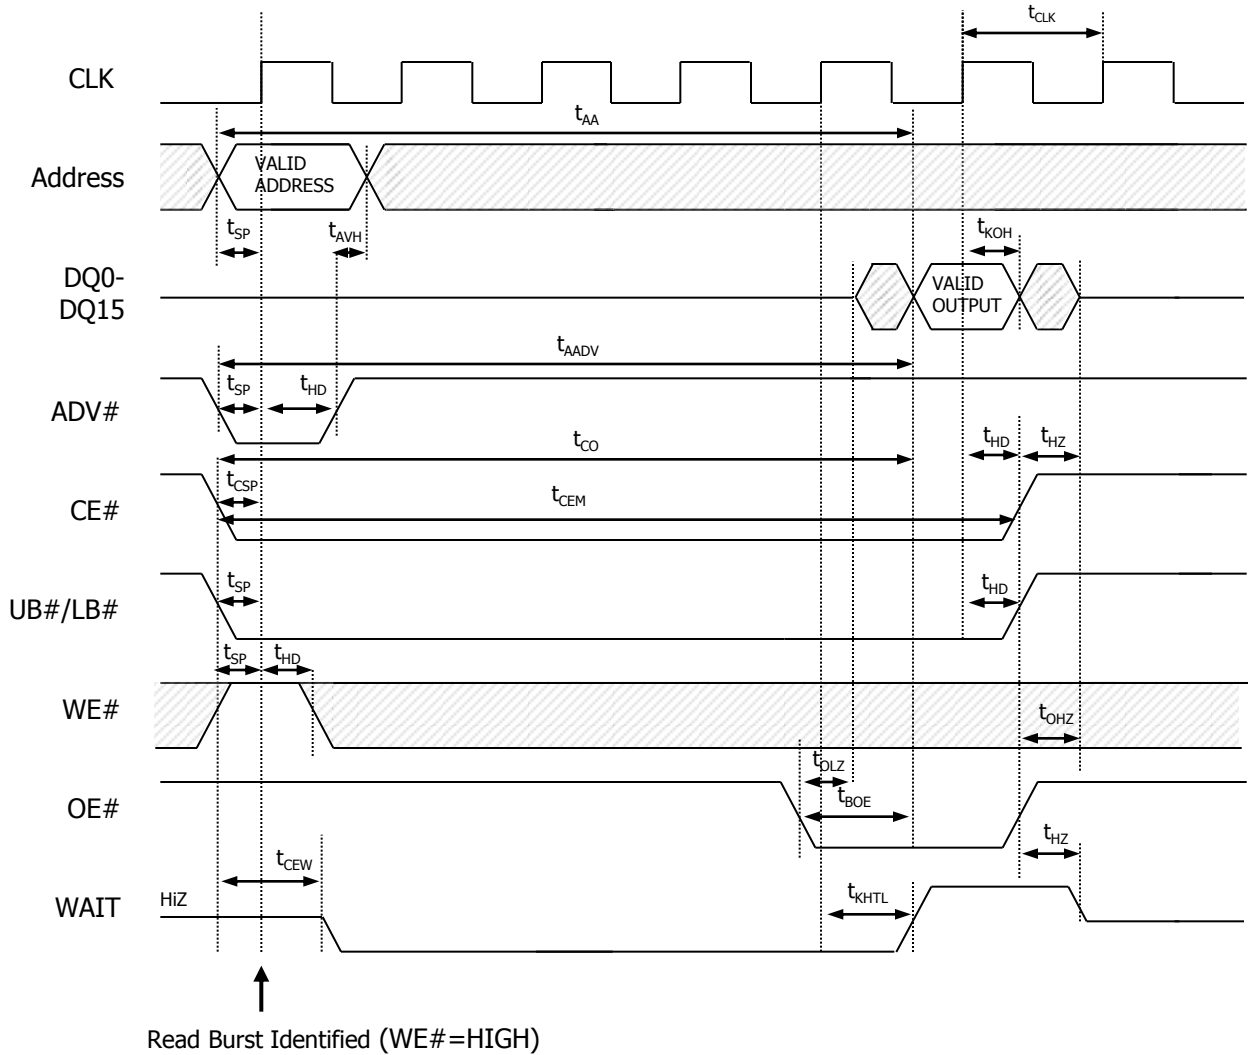 tCLK
CLK
tAA
Address
VALID
ADDRESS
tSP
tAVH
tKOH
DQ0-
DQ15
VALID
OUTPUT
tAADV
ADV#
tSP
tHD
tCO
tHD
tHZ
CE#
tCSP
tCEM
UB#/LB#
tSP
tHD
tSP
tHD
WE#
tOHZ
OE#
tOLZ
tBOE
tHZ
tCEW
WAIT
HiZ
tKHTL
Read Burst Identified (WE#=HIGH)